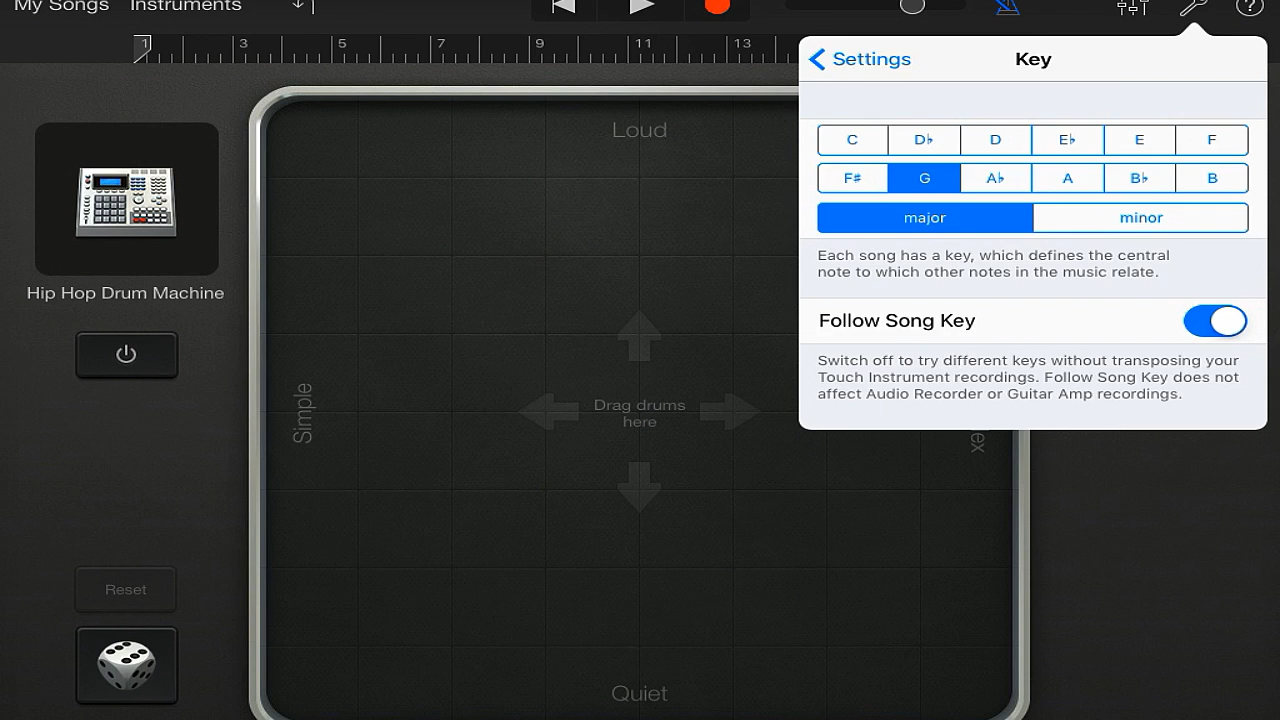 My Songs
Instruments
?
1 3 5 7 9 11 13
Settings
Key
C D♭ D E♭ E F
F# G A♭ A B♭ B
major minor
Each song has a key, which defines the central
note to which other notes in the music relate.
Follow Song Key
Switch off to try different keys without transposing your
Touch Instrument recordings. Follow Song Key does not
affect Audio Recorder or Guitar Amp recordings.
Hip Hop Drum Machine
Loud
Simple
Drag drums
here
ex
Reset
Quiet